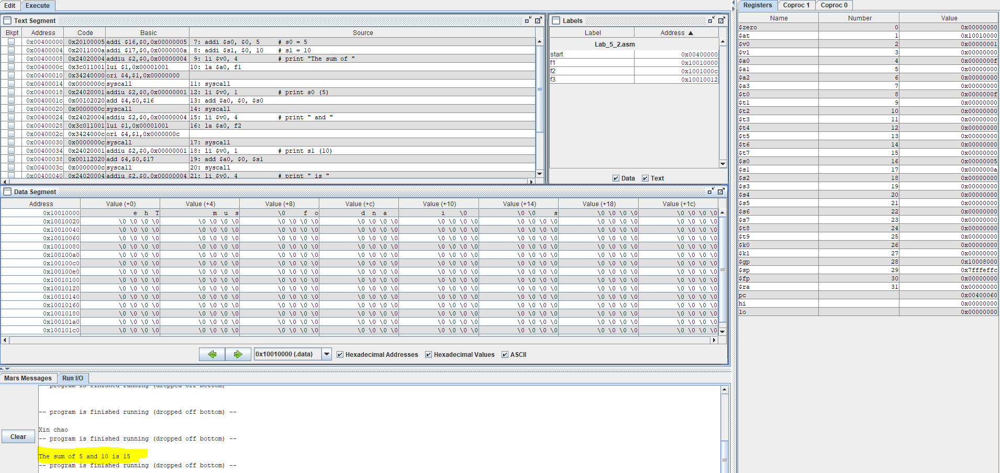 Edit Execute
Text Segment
Bkpt Address Code Basic Source
0x00400000 0x20100005 addi $16,$0,0x00000005 7: addi $s0, $0, 5 # s0 = 5
0x00400004 0x2011000a addi $17,$0,0x0000000a 8: addi $s1, $0, 10 # s1 = 10
0x00400008 0x24020004 addiu $2,$0,0x00000004 9: li $v0, 4 # print "The sum of "
0x0040000c 0x3c011001 lui $1,0x00001001 10: la $a0, f1
0x00400010 0x34240000 ori $4,$1,0x00000000
0x00400014 0x0000000c syscall 11: syscall
0x00400018 0x24020001 addiu $2,$0,0x00000001 12: li $v0, 1 # print s0 (5)
0x0040001c 0x00102020 add $4,$0,$16 13: add $a0, $0, $s0
0x00400020 0x0000000c syscall 14: syscall
0x00400024 0x24020004 addiu $2,$0,0x00000004 15: li $v0, 4 # print " and "
0x00400028 0x3c011001 lui $1,0x00001001 16: la $a0, f2
0x0040002c 0x3424000c ori $4,$1,0x0000000c
0x00400030 0x0000000c syscall 17: syscall
0x00400034 0x24020001 addiu $2,$0,0x00000001 18: li $v0, 1 # print s1 (10)
0x00400038 0x00112020 add $4,$0,$17 19: add $a0, $0, $s1
0x0040003c 0x0000000c syscall 20: syscall
0x00400040 0x24020004 addiu $2,$0,0x00000004 21: li $v0, 4 # print " is "
Labels
Label Address ▲
Lab_5_2.asm
start 0x00400000
f1 0x10010000
f2 0x1001000c
f3 0x10010012
Data Text
Data Segment
Address Value (+0) Value (+4) Value (+8) Value (+c) Value (+10) Value (+14) Value (+18) Value (+1c)
0x10010000 e h T m u s \0 f o d n a i \0 \0 \0 s \0 \0 \0 \0 \0 \0 \0 \0
0x10010020 \0 \0 \0 \0 \0 \0 \0 \0 \0 \0 \0 \0 \0 \0 \0 \0 \0 \0 \0 \0 \0 \0 \0 \0 \0 \0 \0 \0 \0 \0 \0 \0
0x10010040 \0 \0 \0 \0 \0 \0 \0 \0 \0 \0 \0 \0 \0 \0 \0 \0 \0 \0 \0 \0 \0 \0 \0 \0 \0 \0 \0 \0 \0 \0 \0 \0
0x10010060 \0 \0 \0 \0 \0 \0 \0 \0 \0 \0 \0 \0 \0 \0 \0 \0 \0 \0 \0 \0 \0 \0 \0 \0 \0 \0 \0 \0 \0 \0 \0 \0
0x10010080 \0 \0 \0 \0 \0 \0 \0 \0 \0 \0 \0 \0 \0 \0 \0 \0 \0 \0 \0 \0 \0 \0 \0 \0 \0 \0 \0 \0 \0 \0 \0 \0
0x100100a0 \0 \0 \0 \0 \0 \0 \0 \0 \0 \0 \0 \0 \0 \0 \0 \0 \0 \0 \0 \0 \0 \0 \0 \0 \0 \0 \0 \0 \0 \0 \0 \0
0x100100c0 \0 \0 \0 \0 \0 \0 \0 \0 \0 \0 \0 \0 \0 \0 \0 \0 \0 \0 \0 \0 \0 \0 \0 \0 \0 \0 \0 \0 \0 \0 \0 \0
0x100100e0 \0 \0 \0 \0 \0 \0 \0 \0 \0 \0 \0 \0 \0 \0 \0 \0 \0 \0 \0 \0 \0 \0 \0 \0 \0 \0 \0 \0 \0 \0 \0 \0
0x10010100 \0 \0 \0 \0 \0 \0 \0 \0 \0 \0 \0 \0 \0 \0 \0 \0 \0 \0 \0 \0 \0 \0 \0 \0 \0 \0 \0 \0 \0 \0 \0 \0
0x10010120 \0 \0 \0 \0 \0 \0 \0 \0 \0 \0 \0 \0 \0 \0 \0 \0 \0 \0 \0 \0 \0 \0 \0 \0 \0 \0 \0 \0 \0 \0 \0 \0
0x10010140 \0 \0 \0 \0 \0 \0 \0 \0 \0 \0 \0 \0 \0 \0 \0 \0 \0 \0 \0 \0 \0 \0 \0 \0 \0 \0 \0 \0 \0 \0 \0 \0
0x10010160 \0 \0 \0 \0 \0 \0 \0 \0 \0 \0 \0 \0 \0 \0 \0 \0 \0 \0 \0 \0 \0 \0 \0 \0 \0 \0 \0 \0 \0 \0 \0 \0
0x10010180 \0 \0 \0 \0 \0 \0 \0 \0 \0 \0 \0 \0 \0 \0 \0 \0 \0 \0 \0 \0 \0 \0 \0 \0 \0 \0 \0 \0 \0 \0 \0 \0
0x100101a0 \0 \0 \0 \0 \0 \0 \0 \0 \0 \0 \0 \0 \0 \0 \0 \0 \0 \0 \0 \0 \0 \0 \0 \0 \0 \0 \0 \0 \0 \0 \0 \0
0x100101c0 \0 \0 \0 \0 \0 \0 \0 \0 \0 \0 \0 \0 \0 \0 \0 \0 \0 \0 \0 \0 \0 \0 \0 \0 \0 \0 \0 \0 \0 \0 \0 \0
0x10010000 (.data) Hexadecimal Addresses Hexadecimal Values ASCII
Mars Messages Run I/O
program is finished running (dropped off bottom)
-- program is finished running (dropped off bottom) --
Xin chao
-- program is finished running (dropped off bottom) --
The sum of 5 and 10 is 15
-- program is finished running (dropped off bottom) --
Clear
Registers Coproc 1 Coproc 0
Name Number Value
$zero 0 0x00000000
$at 1 0x10010000
$v0 2 0x00000001
$v1 3 0x00000000
$a0 4 0x0000000f
$a1 5 0x00000000
$a2 6 0x00000000
$a3 7 0x00000000
$t0 8 0x0000000f
$t1 9 0x00000000
$t2 10 0x00000000
$t3 11 0x00000000
$t4 12 0x00000000
$t5 13 0x00000000
$t6 14 0x00000000
$t7 15 0x00000000
$s0 16 0x00000005
$s1 17 0x0000000a
$s2 18 0x00000000
$s3 19 0x00000000
$s4 20 0x00000000
$s5 21 0x00000000
$s6 22 0x00000000
$s7 23 0x00000000
$t8 24 0x00000000
$t9 25 0x00000000
$k0 26 0x00000000
$k1 27 0x00000000
$gp 28 0x10008000
$sp 29 0x7fffeffc
$fp 30 0x00000000
$ra 31 0x00000000
pc 0x00400060
hi 0x00000000
lo 0x00000000